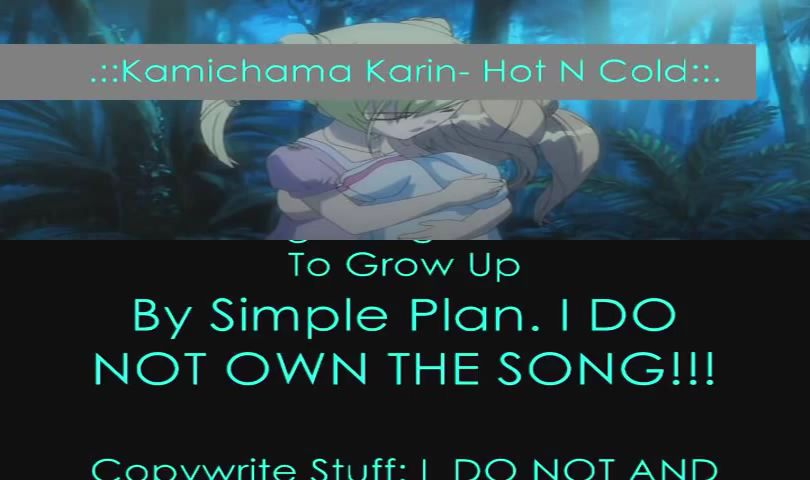 .::Kamichama Karin- Hot N Cold::.
To Grow Up
By Simple Plan. I DO
NOT OWN THE SONG!!!
Copywrite Stuff: I DO NOT AND